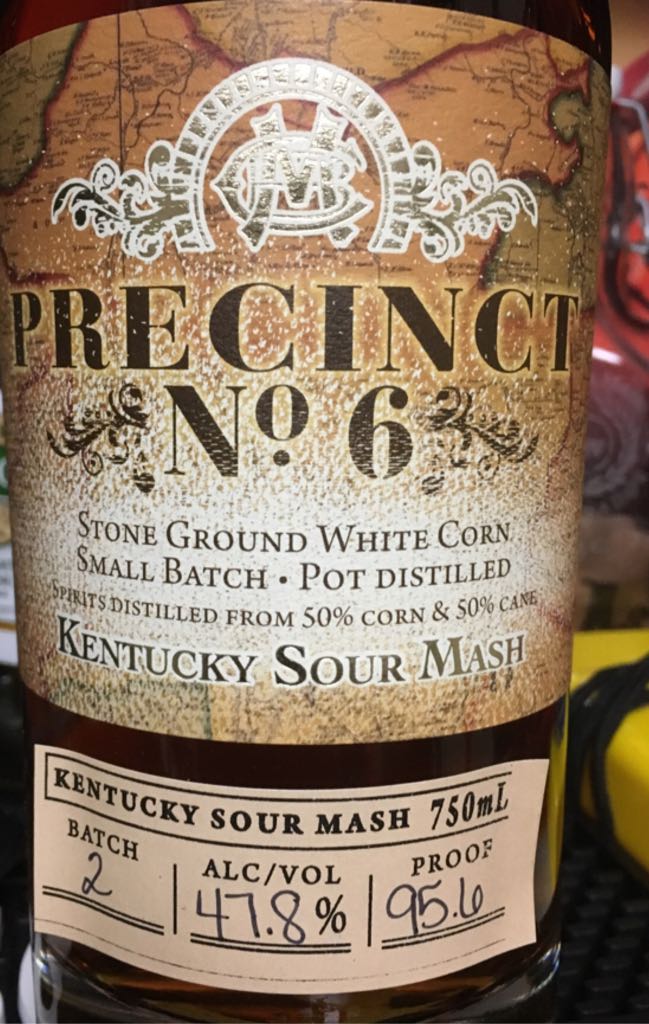 PRECINCT
Nº 6
STONE GROUND WHITE CORN
SMALL BATCH • POT DISTILLED
SPIRITS DISTILLED FROM 50% CORN & 50% CANE
KENTUCKY SOUR MASH
KENTUCKY SOUR MASH 750mL
BATCH ALC/VOL PROOF
2 47.8% 95.6